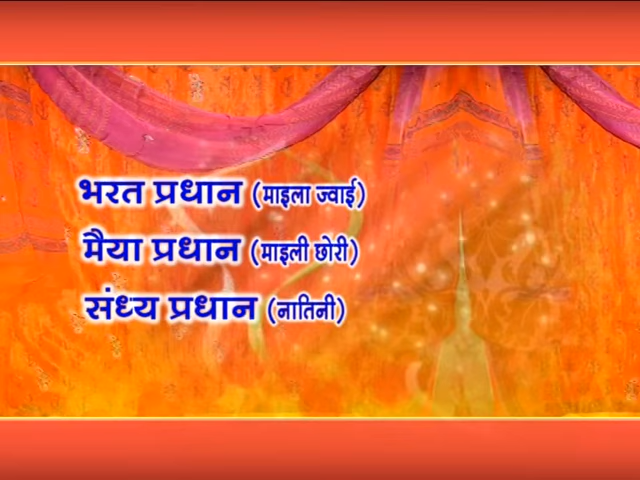 भरत प्रधान (माइला ज्वाई)
मैया प्रधान (माइली छोरी)
संध्य प्रधान (नातिनी)